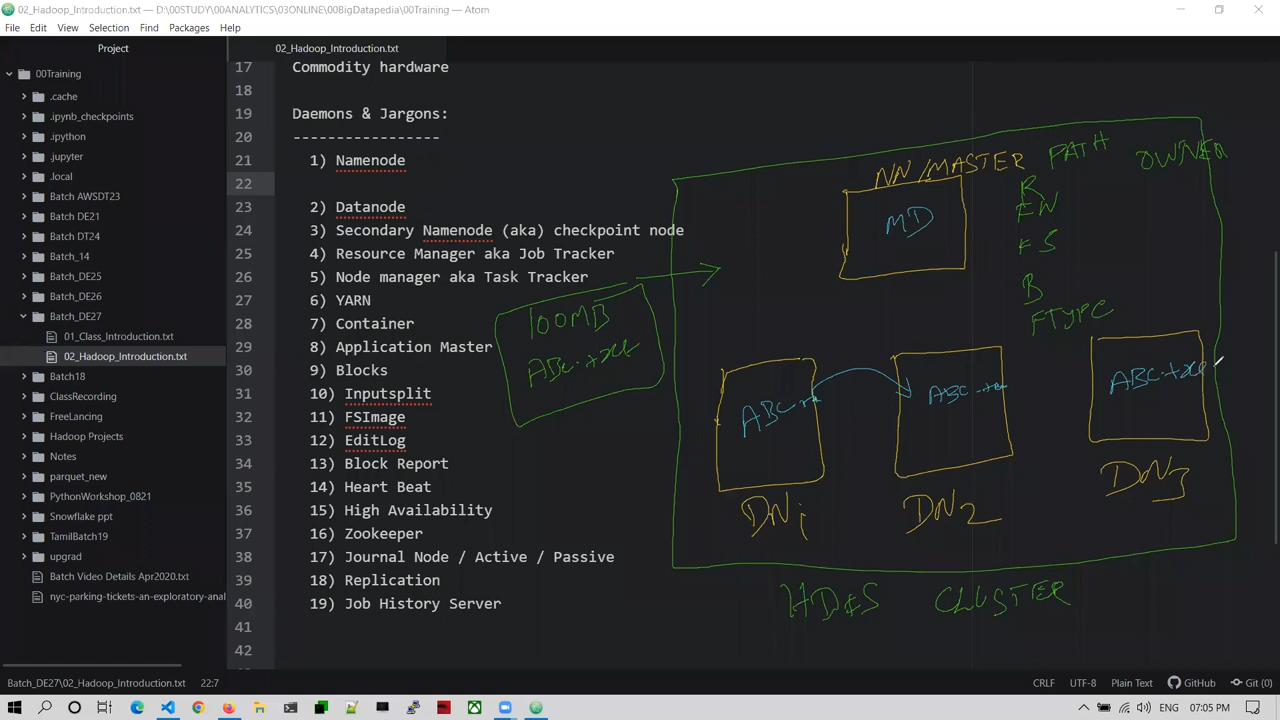 02_Hadoop_Introduction.txt — D:\00STUDY\00ANALYTICS\03ONLINE\00BigDatapedia\00Training — Atom
File Edit View Selection Find Packages Help
Project
00Training
.cache
.ipynb_checkpoints
.ipython
.jupyter
.local
Batch AWSDT23
Batch DE21
Batch DT24
Batch_14
Batch_DE25
Batch_DE26
Batch_DE27
01_Class_Introduction.txt
02_Hadoop_Introduction.txt
Batch18
ClassRecording
FreeLancing
Hadoop Projects
Notes
parquet_new
PythonWorkshop_0821
Snowflake ppt
TamilBatch19
upgrad
Batch Video Details Apr2020.txt
nyc-parking-tickets-an-exploratory-anal
02_Hadoop_Introduction.txt
17 Commodity hardware
18
19 Daemons & Jargons:
20 -----------------
21 1) Namenode
22
23 2) Datanode
24 3) Secondary Namenode (aka) checkpoint node
25 4) Resource Manager aka Job Tracker
26 5) Node manager aka Task Tracker
27 6) YARN
28 7) Container
29 8) Application Master
30 9) Blocks
31 10) Inputsplit
32 11) FSImage
33 12) EditLog
34 13) Block Report
35 14) Heart Beat
36 15) High Availability
37 16) Zookeeper
38 17) Journal Node / Active / Passive
39 18) Replication
40 19) Job History Server
41
42
NN/MASTER PATH OWNER
MD
R
FN
FS
B
FTYPE
100MB
ABC.txt
ABC
ABC
ABC.txt
DN1
DN2
DN3
HDFS CLUSTER
Batch_DE27\02_Hadoop_Introduction.txt 22:7
CRLF UTF-8 Plain Text GitHub Git (0)
ENG 07:05 PM